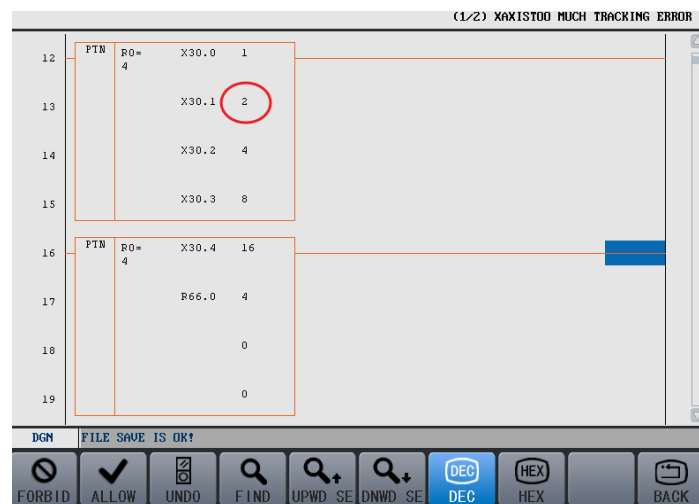 (1/2) XAXISTOO MUCH TRACKING ERROR
12 PTN R0= X30.0 1
4
13 X30.1 2
14 X30.2 4
15 X30.3 8
16 PTN R0= X30.4 16
4
17 R66.0 4
18 0
19 0
DGN FILE SAVE IS OK!
DEC HEX
FORBID ALLOW UNDO FIND UPWD SE DNWD SE DEC HEX BACK